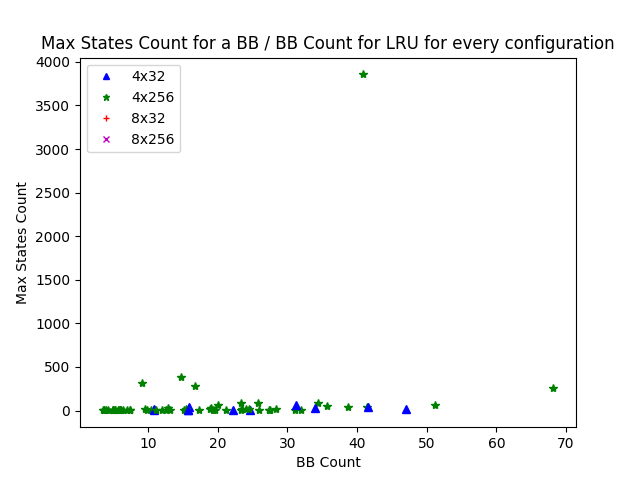 Max States Count for a BB / BB Count for LRU for every configuration
4000
3500
3000
2500
2000
1500
1000
500
0
Max States Count
4x32
4x256
8x32
8x256
10 20 30 40 50 60 70
BB Count